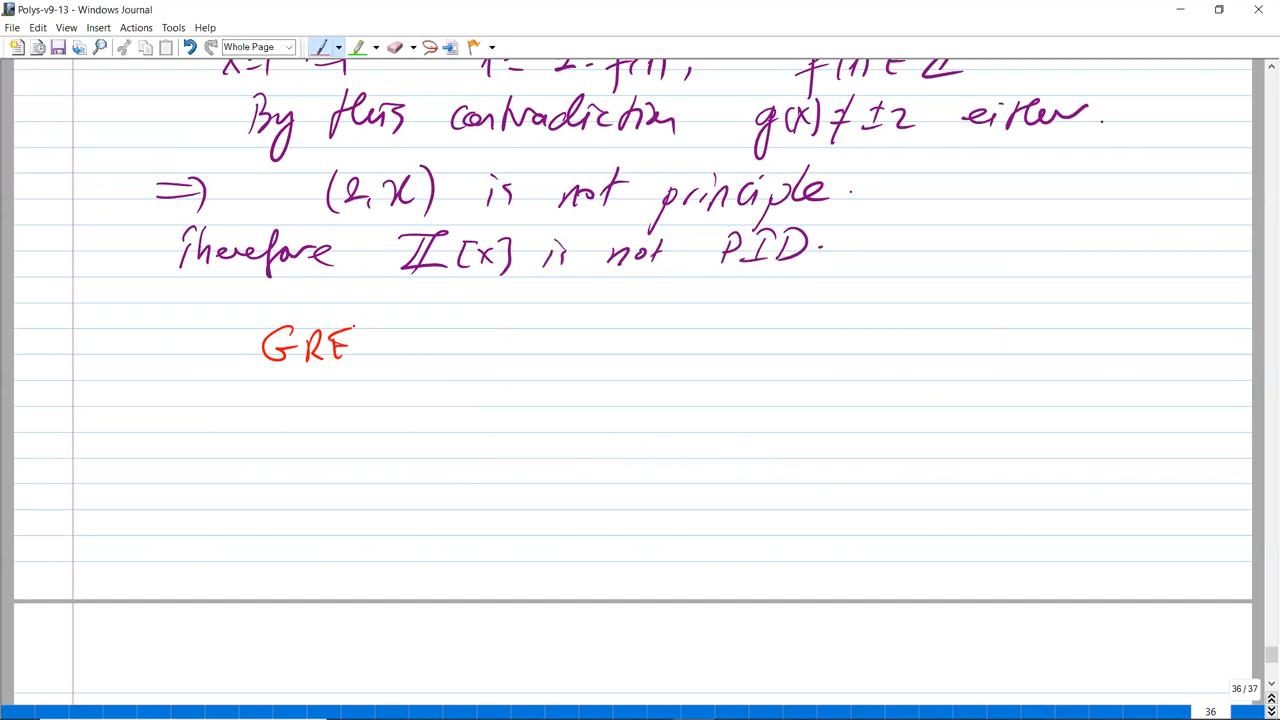 Polys-v9-13 - Windows Journal
File Edit View Insert Actions Tools Help
Whole Page
By this contradiction g(x) ≠ ±2 either.
⇒ (2,x) is not principle.
Therefore ℤ[x] is not PID.
GRE
36 / 37
36